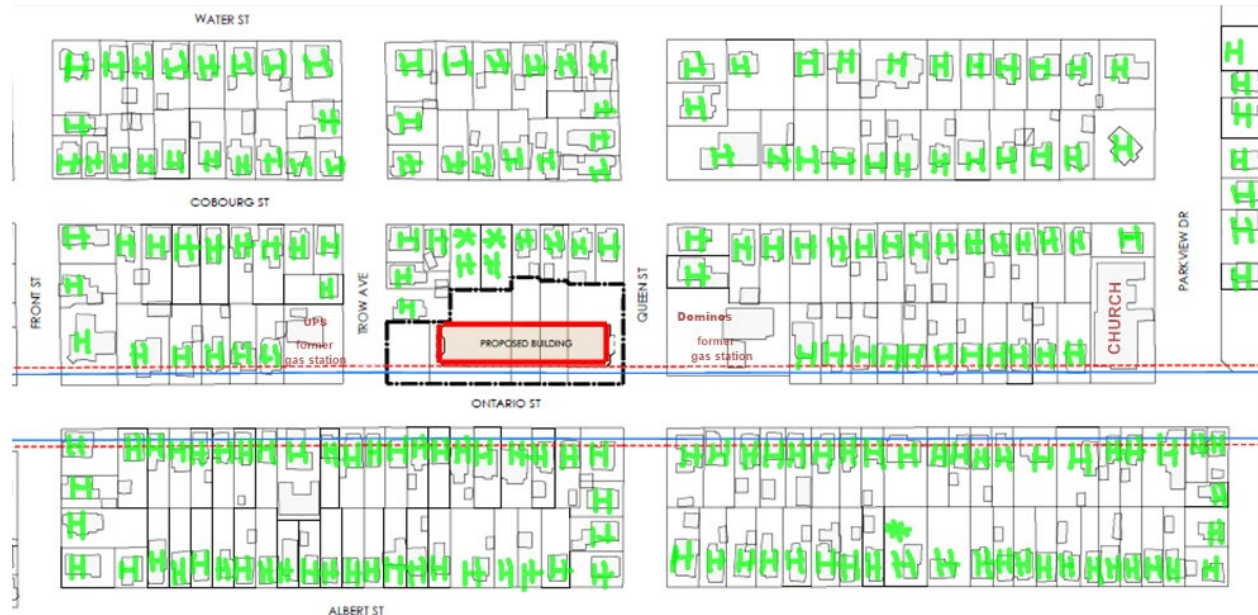 WATER ST
COBOURG ST
FRONT ST
TROW AVE
QUEEN ST
PARKVIEW DR
UPS
former
gas station
PROPOSED BUILDING
Dominos
former
gas station
CHURCH
ONTARIO ST
ALBERT ST